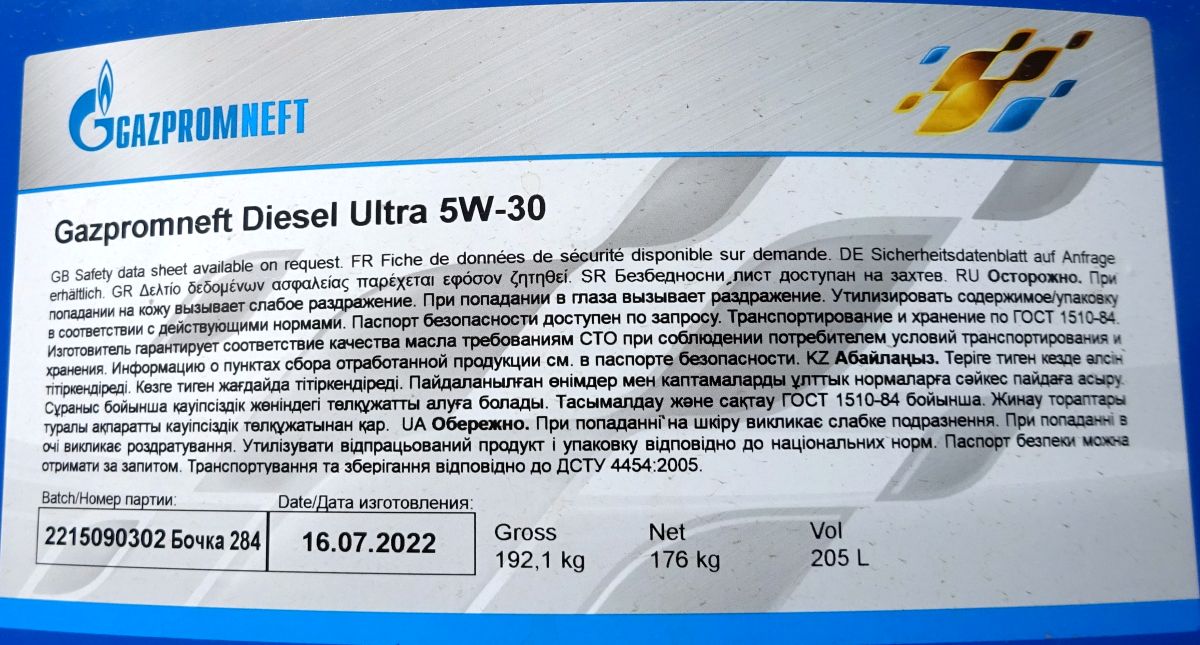 GAZPROMNEFT
Gazpromneft Diesel Ultra 5W-30
GB Safety data sheet available on request. FR Fiche de données de sécurité disponible sur demande. DE Sicherheitsdatenblatt auf Anfrage
erhältlich. GR Δελτίο δεδομένων ασφαλείας παρέχεται εφόσον ζητηθεί. SR Безбедносни лист доступан на захтев. RU Осторожно. При
попадании на кожу вызывает слабое раздражение. При попадании в глаза вызывает раздражение. Утилизировать содержимое/упаковку
в соответствии с действующими нормами. Паспорт безопасности доступен по запросу. Транспортирование и хранение по ГОСТ 1510-84.
Изготовитель гарантирует соответствие качества масла требованиям СТО при соблюдении потребителем условий транспортирования и
хранения. Информацию о пунктах сбора отработанной продукции см. в паспорте безопасности. KZ Абайлаңыз. Теріге тиген кезде әлсін
тітіркендіреді. Көзге тиген жағдайда тітіркендіреді. Пайдаланылған өнімдер мен каптамаларды ұлттык нормаларға сәйкес пайдаға асыру.
Сұраныс бойынша қауіпсіздік жөніндегі төлқұжатты алуға болады. Тасымалдау және сақтау ГОСТ 1510-84 бойынша. Жинау тораптары
туралы ақпаратты кауіпсіздік төлқұжатынан қар. UA Обережно. При попаданні на шкіру викликає слабке подразнення. При попаданні в
очі викликає роздратування. Утилізувати відпрацьований продукт і упаковку відповідно до національних норм. Паспорт безпеки можна
отримати за запитом. Транспортування та зберігання відповідно до ДСТУ 4454:2005.
Batch/Номер партии: Date/Дата изготовления:
2215090302 Бочка 284 16.07.2022 Gross Net Vol
192,1 kg 176 kg 205 L